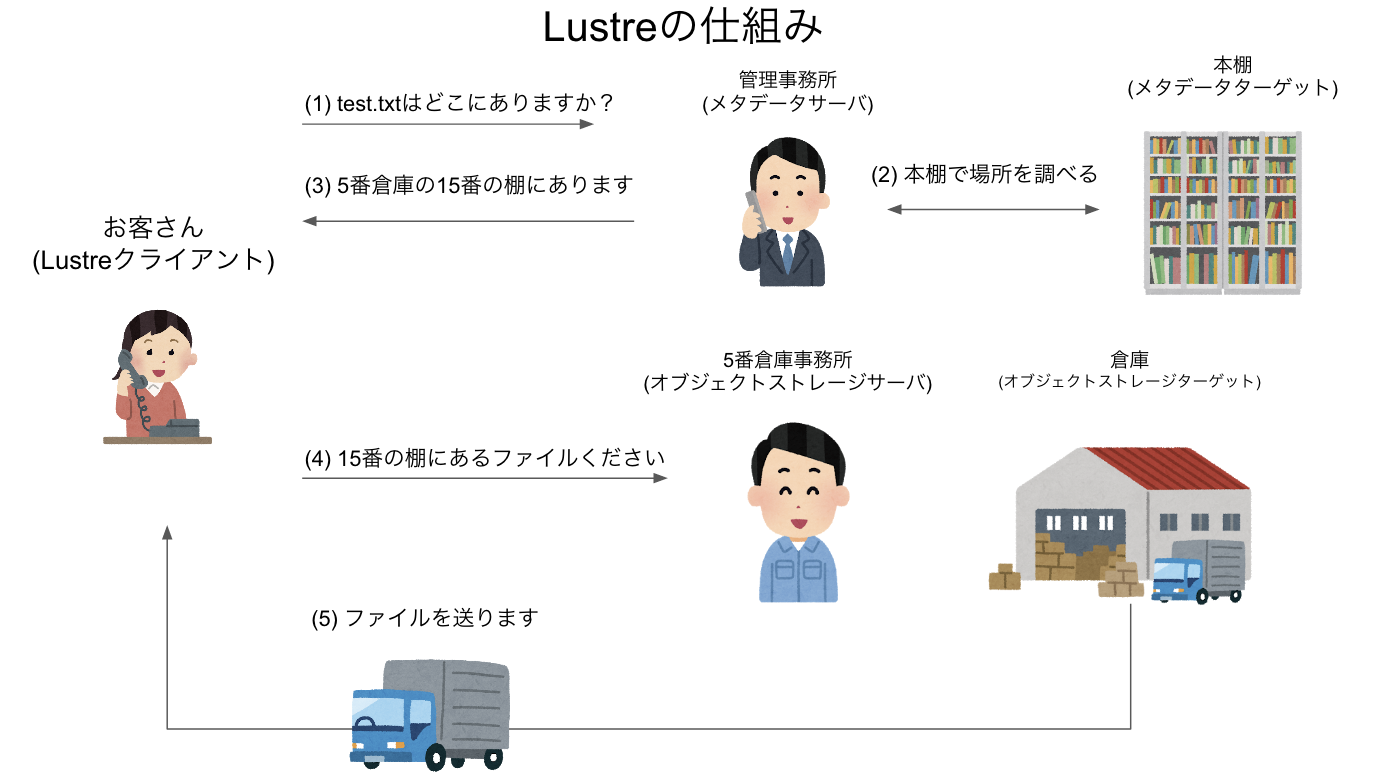 Lustreの仕組み
管理事務所
(メタデータサーバ)
本棚
(メタデータターゲット)
(1) test.txtはどこにありますか？
(2) 本棚で場所を調べる
(3) 5番倉庫の15番の棚にあります
お客さん
(Lustreクライアント)
5番倉庫事務所
(オブジェクトストレージサーバ)
倉庫
(オブジェクトストレージターゲット)
(4) 15番の棚にあるファイルください
(5) ファイルを送ります